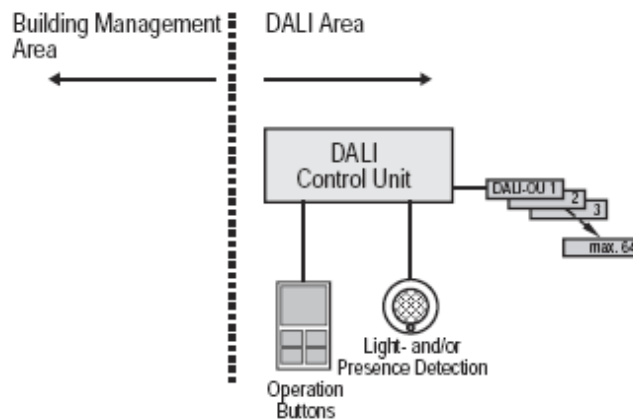 Building Management
Area
DALI Area
DALI
Control Unit
DALI-OU 1
2
3
max. 64
Light- and/or
Presence Detection
Operation
Buttons